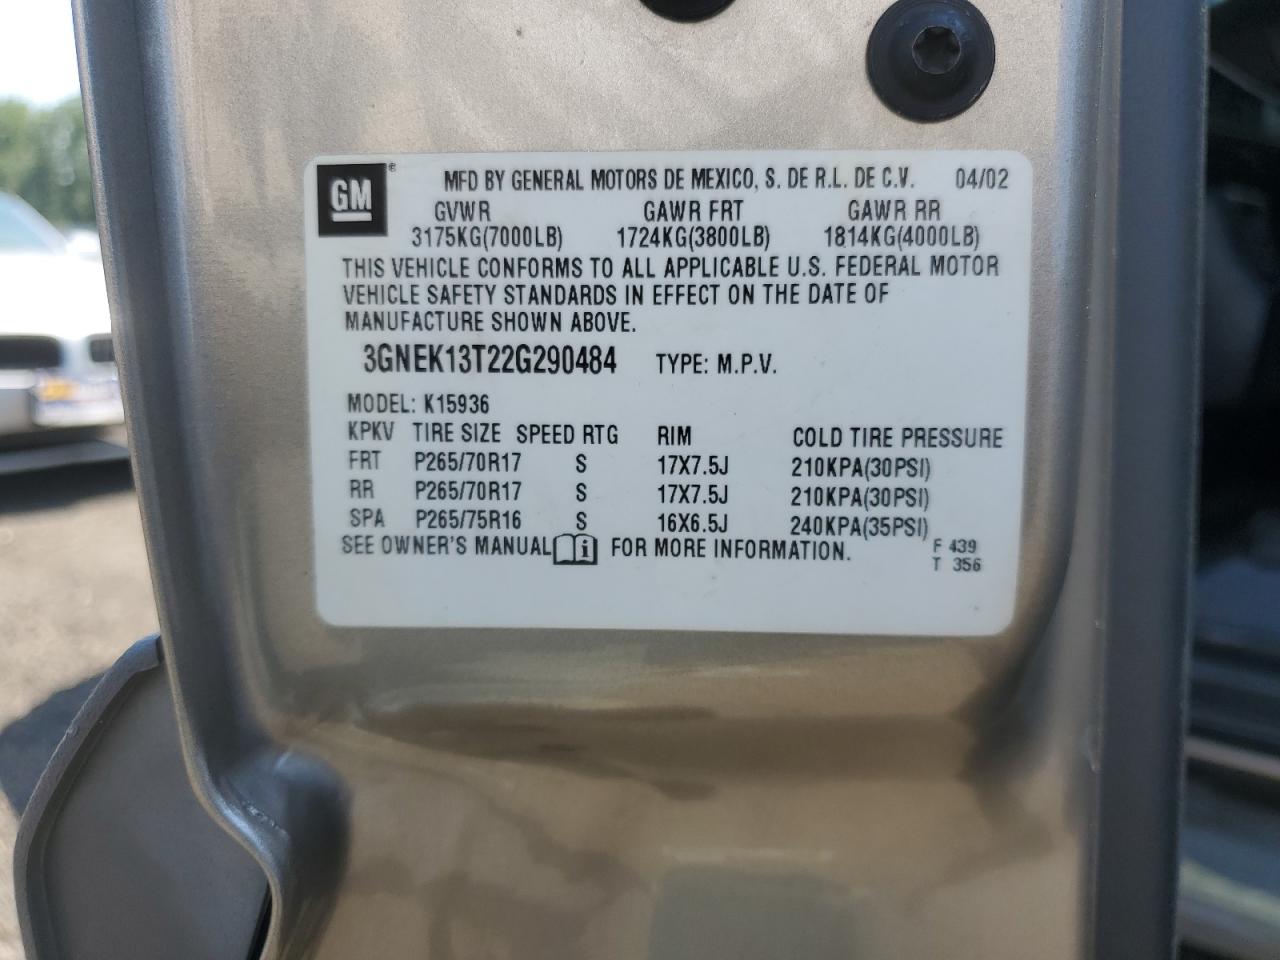 GM® MFD BY GENERAL MOTORS DE MEXICO, S. DE R.L. DE C.V. 04/02
GVWR GAWR FRT GAWR RR
3175KG(7000LB) 1724KG(3800LB) 1814KG(4000LB)
THIS VEHICLE CONFORMS TO ALL APPLICABLE U.S. FEDERAL MOTOR
VEHICLE SAFETY STANDARDS IN EFFECT ON THE DATE OF
MANUFACTURE SHOWN ABOVE.
3GNEK13T22G290484 TYPE: M.P.V.
MODEL: K15936
KPKV TIRE SIZE SPEED RTG RIM COLD TIRE PRESSURE
FRT P265/70R17 S 17X7.5J 210KPA(30PSI)
RR P265/70R17 S 17X7.5J 210KPA(30PSI)
SPA P265/75R16 S 16X6.5J 240KPA(35PSI)
SEE OWNER'S MANUAL i FOR MORE INFORMATION.
F 439
T 356